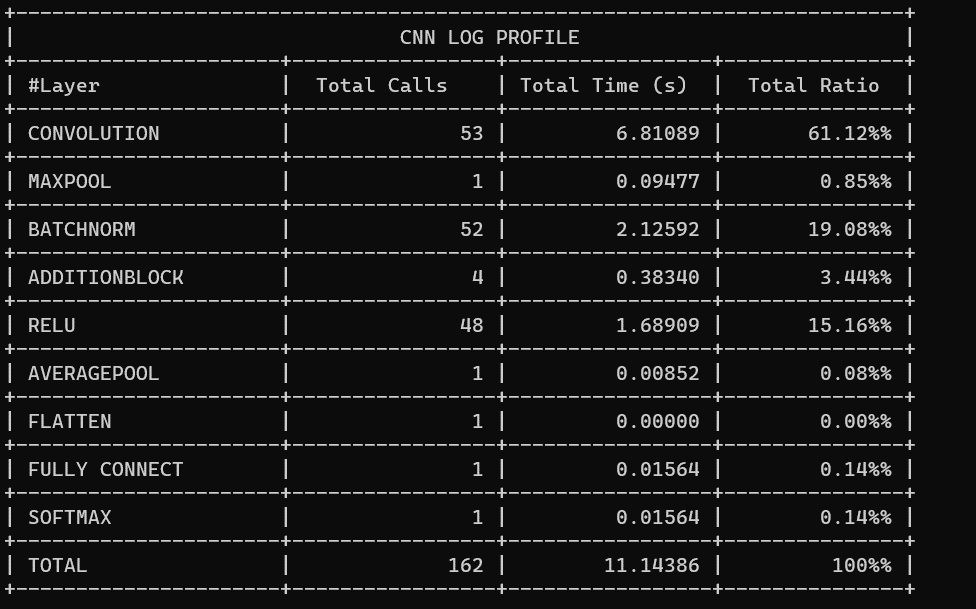 CNN LOG PROFILE
#Layer | Total Calls | Total Time (s) | Total Ratio
CONVOLUTION | 53 | 6.81089 | 61.12%%
MAXPOOL | 1 | 0.09477 | 0.85%%
BATCHNORM | 52 | 2.12592 | 19.08%%
ADDITIONBLOCK | 4 | 0.38340 | 3.44%%
RELU | 48 | 1.68909 | 15.16%%
AVERAGEPOOL | 1 | 0.00852 | 0.08%%
FLATTEN | 1 | 0.00000 | 0.00%%
FULLY CONNECT | 1 | 0.01564 | 0.14%%
SOFTMAX | 1 | 0.01564 | 0.14%%
TOTAL | 162 | 11.14386 | 100%%